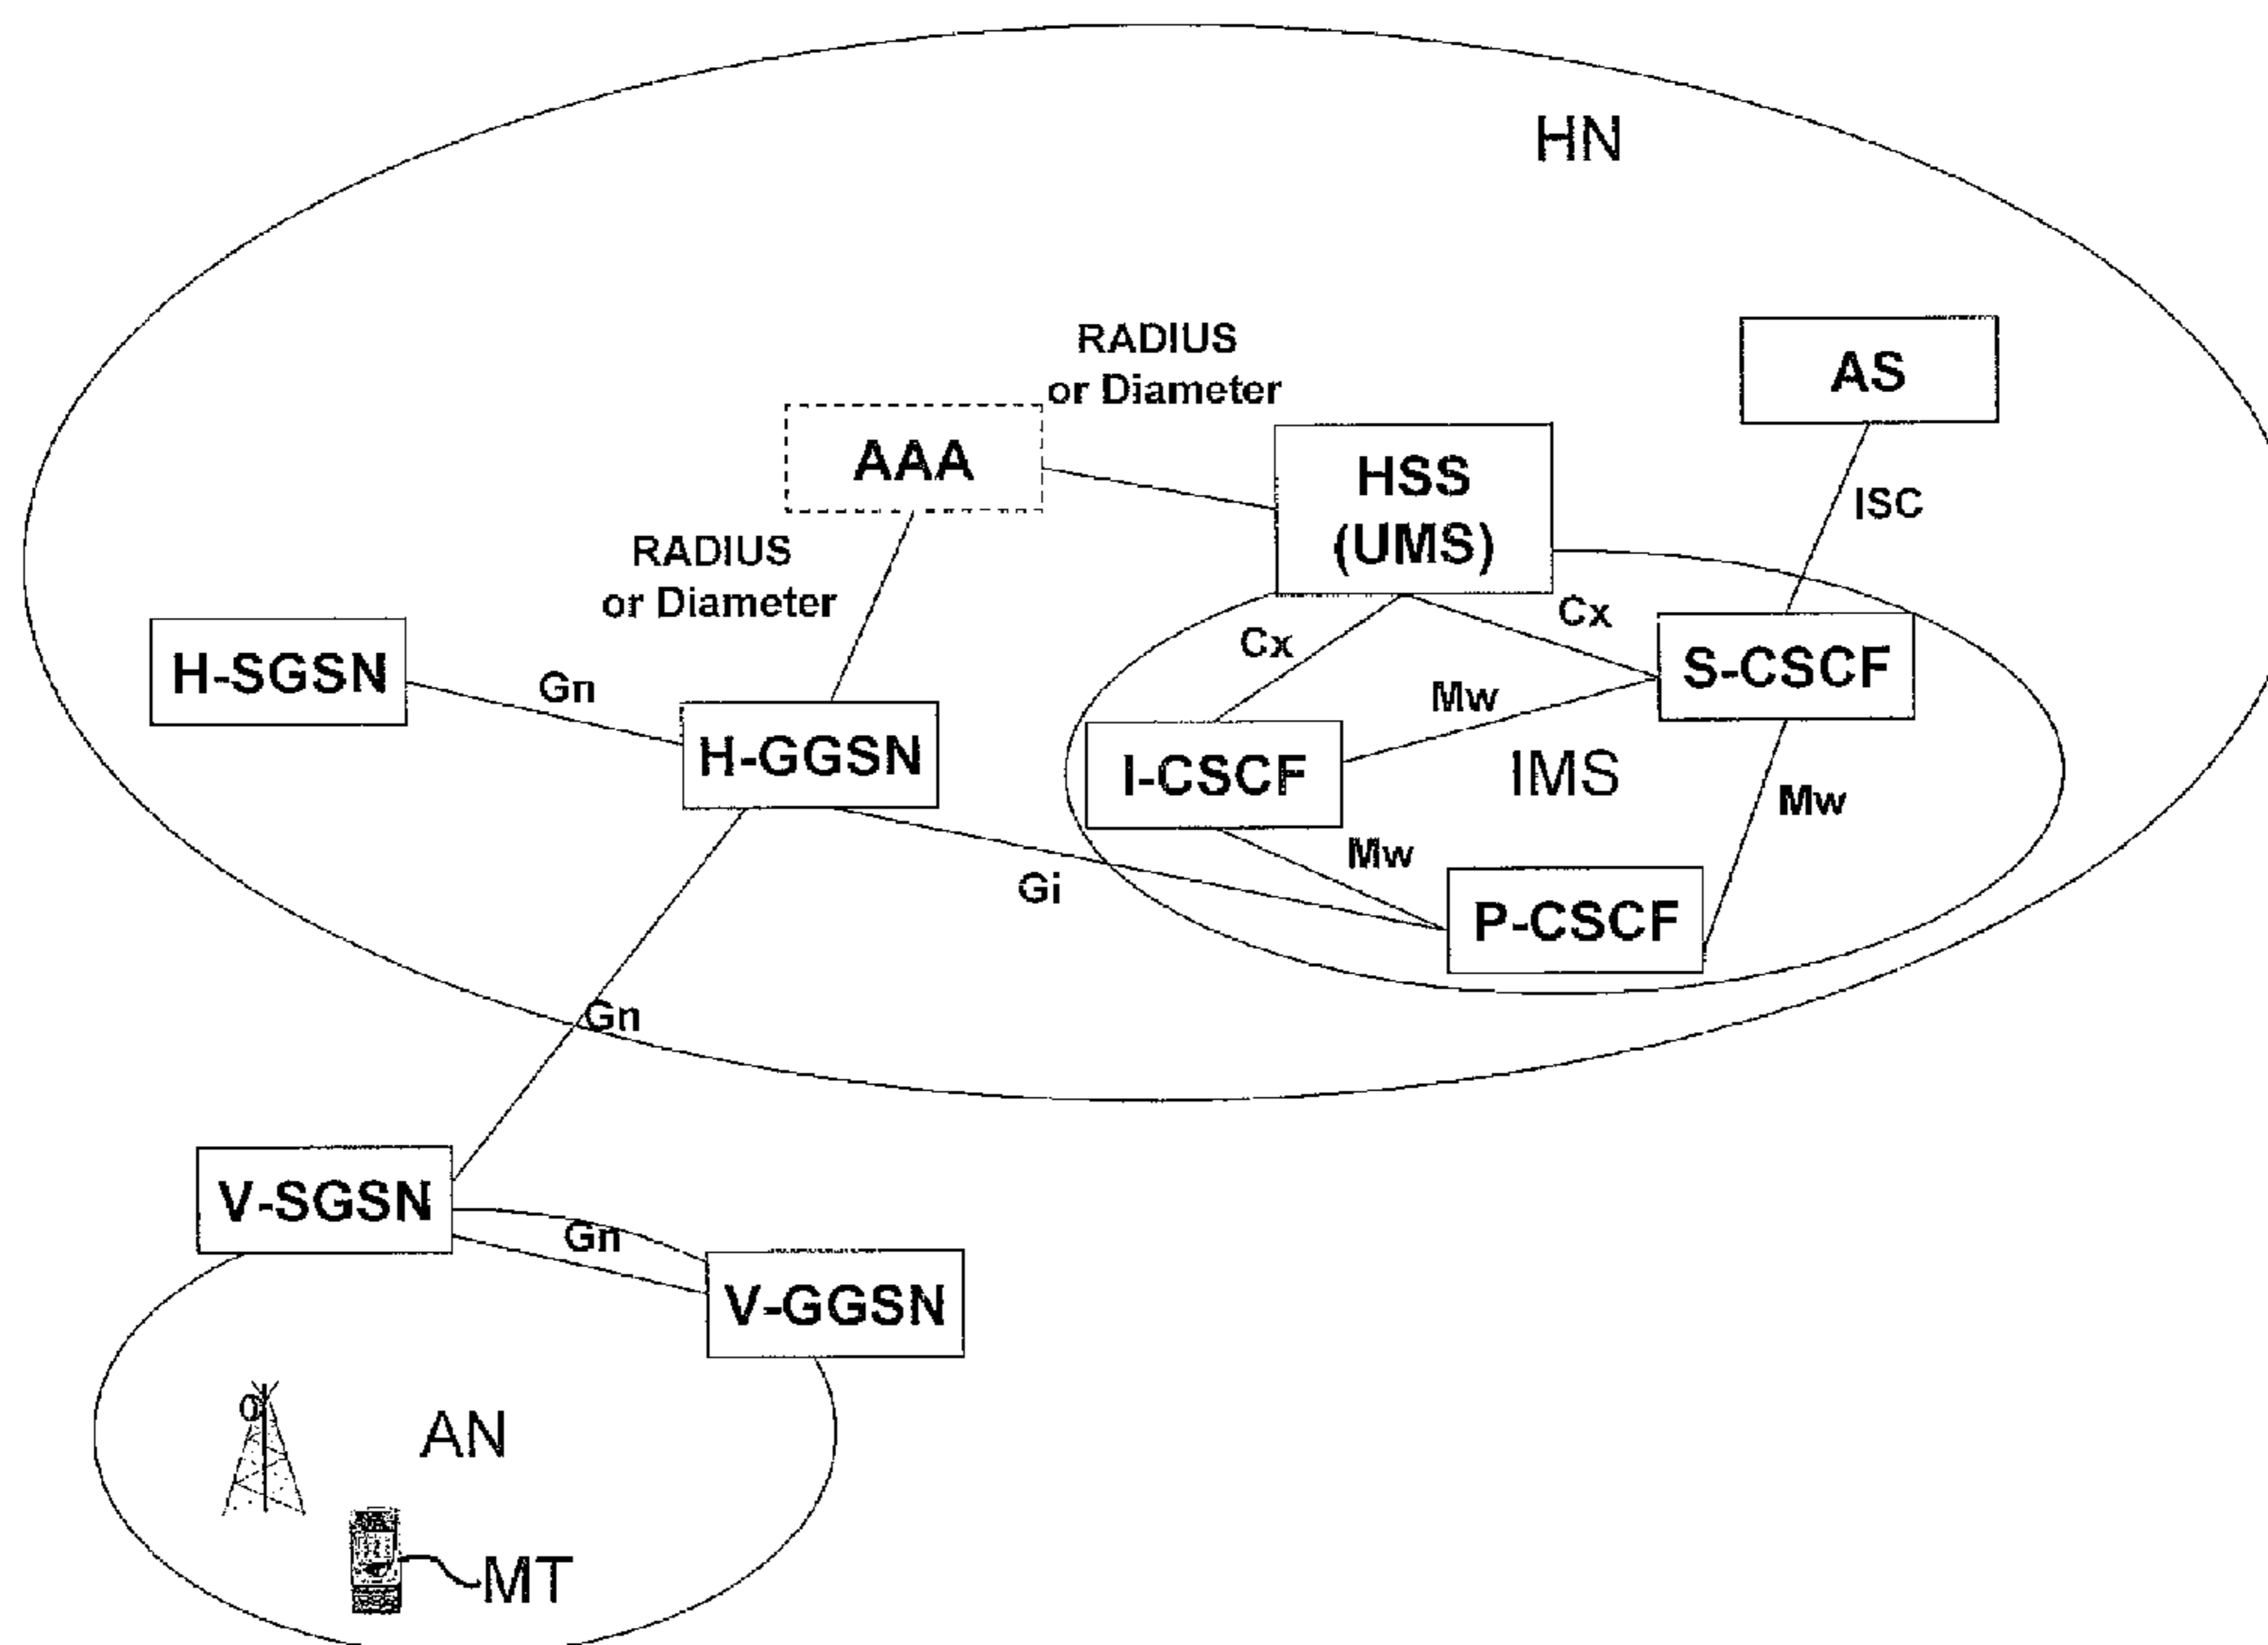 HN
RADIUS
or Diameter
AS
AAA
HSS
(UMS)
ISC
RADIUS
or Diameter
Cx
Cx
H-SGSN
Gn
S-CSCF
Mw
H-GGSN
I-CSCF
IMS
Mw
Mw
Gi
P-CSCF
Gn
V-SGSN
Gn
V-GGSN
AN
MT